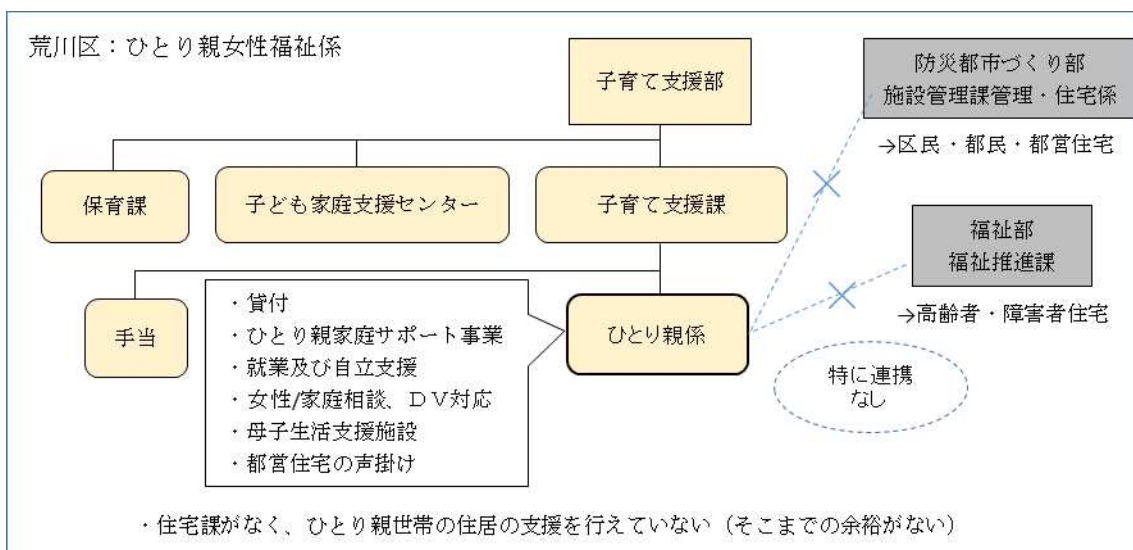 荒川区：ひとり親女性福祉係
子育て支援部
防災都市づくり部
施設管理課管理・住宅係
→区民・都民・都営住宅
保育課
子ども家庭支援センター
子育て支援課
福祉部
福祉推進課
→高齢者・障害者住宅
手当
・貸付
・ひとり親家庭サポート事業
・就業及び自立支援
・女性/家庭相談、ＤＶ対応
・母子生活支援施設
・都営住宅の声掛け
ひとり親係
特に連携
なし
・住宅課がなく、ひとり親世帯の住居の支援を行えていない（そこまでの余裕がない）